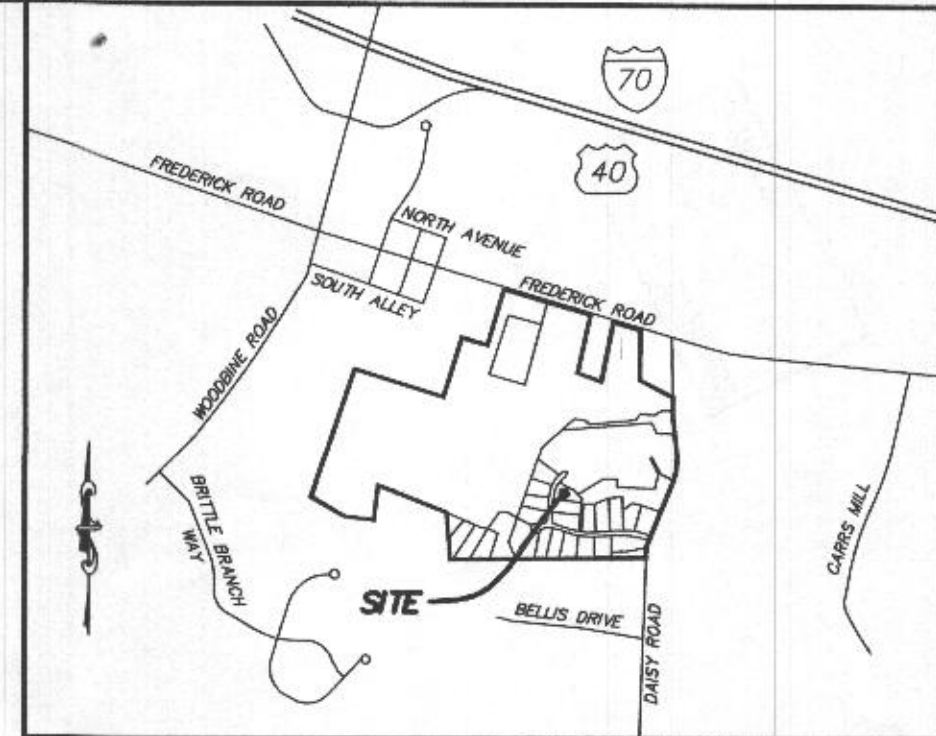 70
40
FREDERICK ROAD
NORTH AVENUE
SOUTH ALLEY
FREDERICK ROAD
WOODBINE ROAD
BRITTLE BRANCH
WAY
CARRS MILL
SITE
BELLIS DRIVE
DAISY ROAD